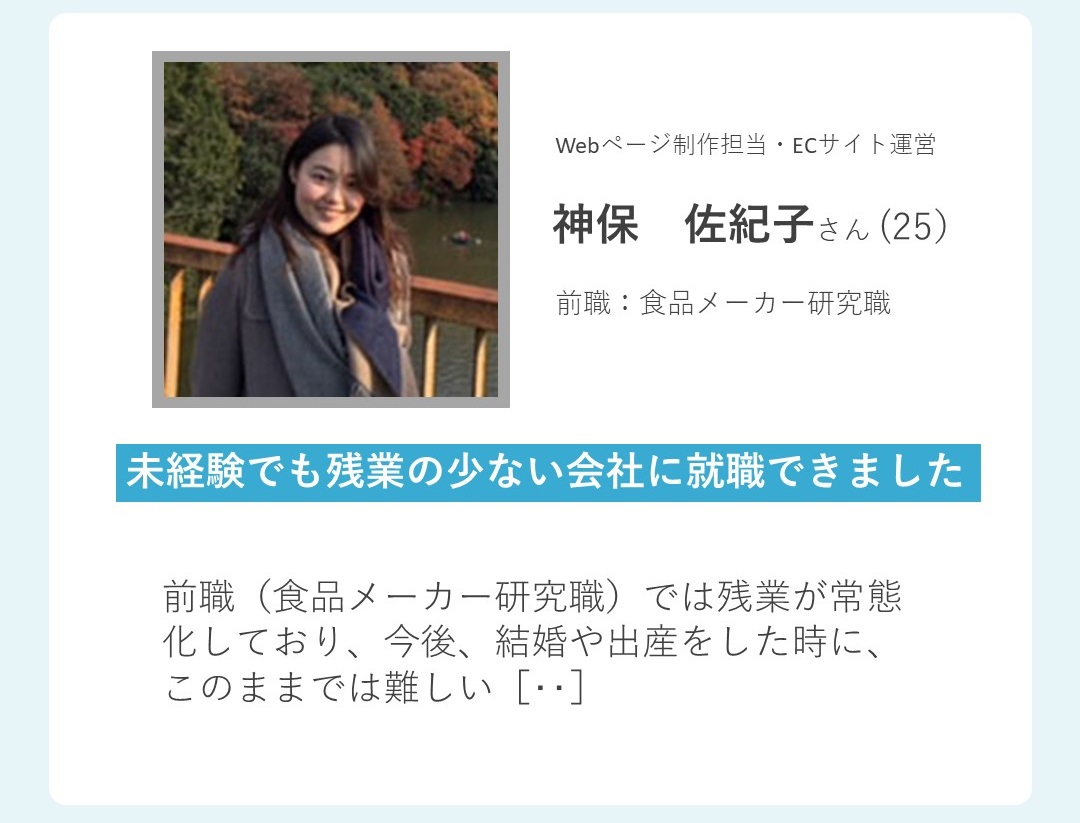 Webページ制作担当・ECサイト運営
神保　佐紀子さん (25)
前職：食品メーカー研究職
未経験でも残業の少ない会社に就職できました
前職（食品メーカー研究職）では残業が常態
化しており、今後、結婚や出産をした時に、
このままでは難しい［‥］